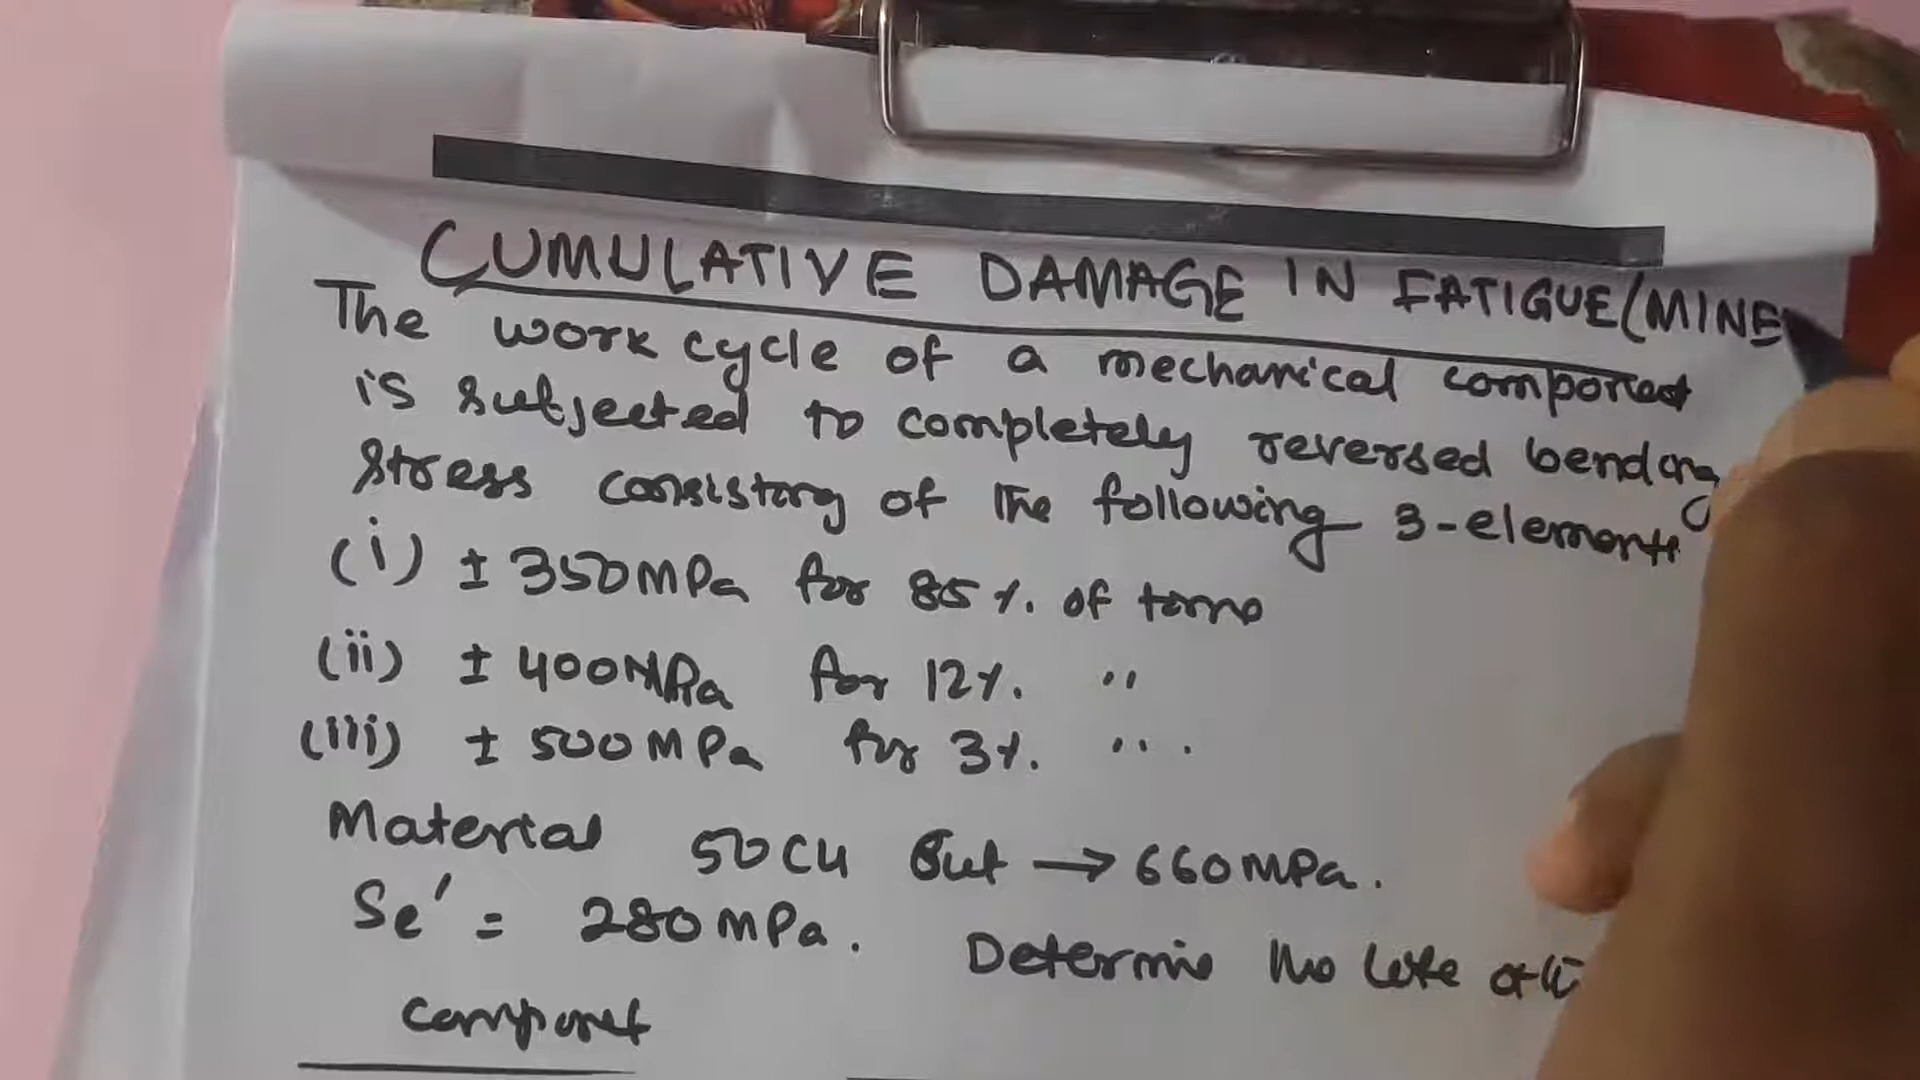 CUMULATIVE DAMAGE IN FATIGUE (MINE
The work cycle of a mechanical component
is subjected to completely reversed bending
stress consisting of the following 3-elements
(i) ± 350MPa for 85%. of time
(ii) ± 400MPa for 12%. "
(iii) ± 500MPa for 3%. "
Material 50C4 Sut → 660MPa.
Se' = 280MPa. Determine the life of
component